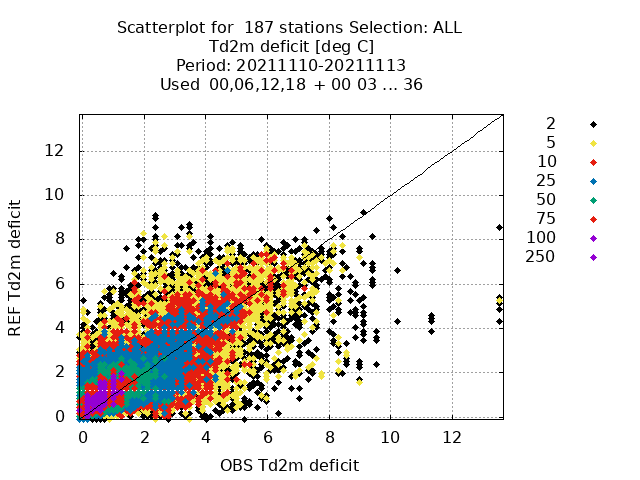 Scatterplot for  187 stations Selection: ALL
Td2m deficit [deg C]
Period: 20211110-20211113
Used  00,06,12,18 + 00 03 ... 36
2
5
10
25
50
75
100
250
REF Td2m deficit
12
10
8
6
4
2
0
0 2 4 6 8 10 12
OBS Td2m deficit